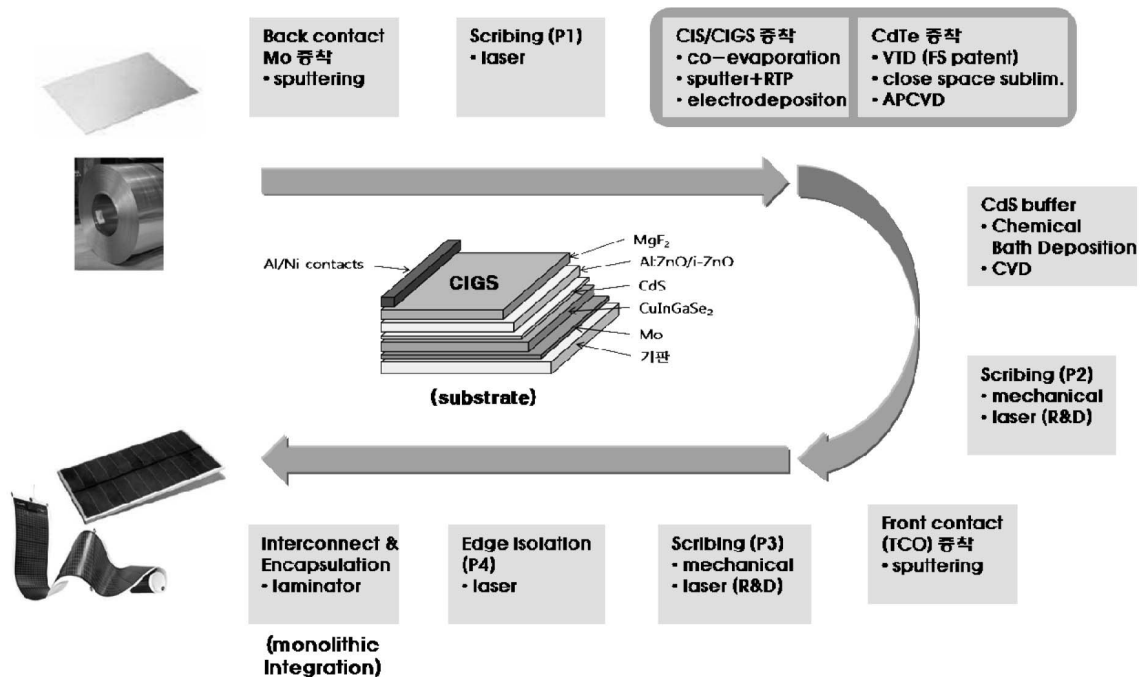 Back contact
Mo 증착
• sputtering
Scribing (P1)
• laser
CIS/CIGS 증착
• co-evaporation
• sputter+RTP
• electrodepositon
CdTe 증착
• VTD (FS patent)
• close space sublim.
• APCVD
CdS buffer
• Chemical
Bath Deposition
• CVD
Al/Ni contacts
CIGS
MgF₂
Al:ZnO/i-ZnO
CdS
CuInGaSe₂
Mo
기판
(substrate)
Scribing (P2)
• mechanical
• laser (R&D)
Front contact
(TCO) 증착
• sputtering
Scribing (P3)
• mechanical
• laser (R&D)
Edge Isolation
(P4)
• laser
Interconnect &
Encapsulation
• laminator
(monolithic
Integration)